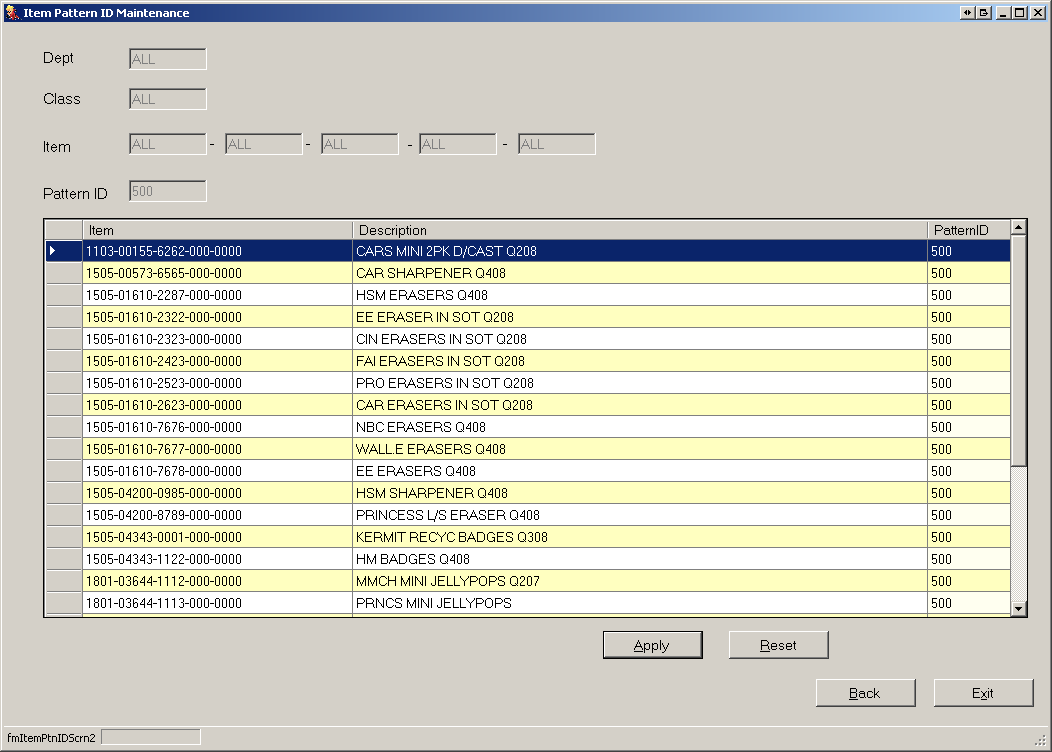 Item Pattern ID Maintenance
Dept ALL
Class ALL
Item ALL - ALL - ALL - ALL - ALL
Pattern ID 500
Item Description PatternID
1103-00155-6262-000-0000 CARS MINI 2PK D/CAST Q208 500
1505-00573-6565-000-0000 CAR SHARPENER Q408 500
1505-01610-2287-000-0000 HSM ERASERS Q408 500
1505-01610-2322-000-0000 EE ERASER IN SOT Q208 500
1505-01610-2323-000-0000 CIN ERASERS IN SOT Q208 500
1505-01610-2423-000-0000 FAI ERASERS IN SOT Q208 500
1505-01610-2523-000-0000 PRO ERASERS IN SOT Q208 500
1505-01610-2623-000-0000 CAR ERASERS IN SOT Q208 500
1505-01610-7676-000-0000 NBC ERASERS Q408 500
1505-01610-7677-000-0000 WALL.E ERASERS Q408 500
1505-01610-7678-000-0000 EE ERASERS Q408 500
1505-04200-0985-000-0000 HSM SHARPENER Q408 500
1505-04200-8789-000-0000 PRINCESS L/S ERASER Q408 500
1505-04343-0001-000-0000 KERMIT RECYC BADGES Q308 500
1505-04343-1122-000-0000 HM BADGES Q408 500
1801-03644-1112-000-0000 MMCH MINI JELLYPOPS Q207 500
1801-03644-1113-000-0000 PRNCS MINI JELLYPOPS 500
Apply Reset
Back Exit
fmItemPtnIDScrn2